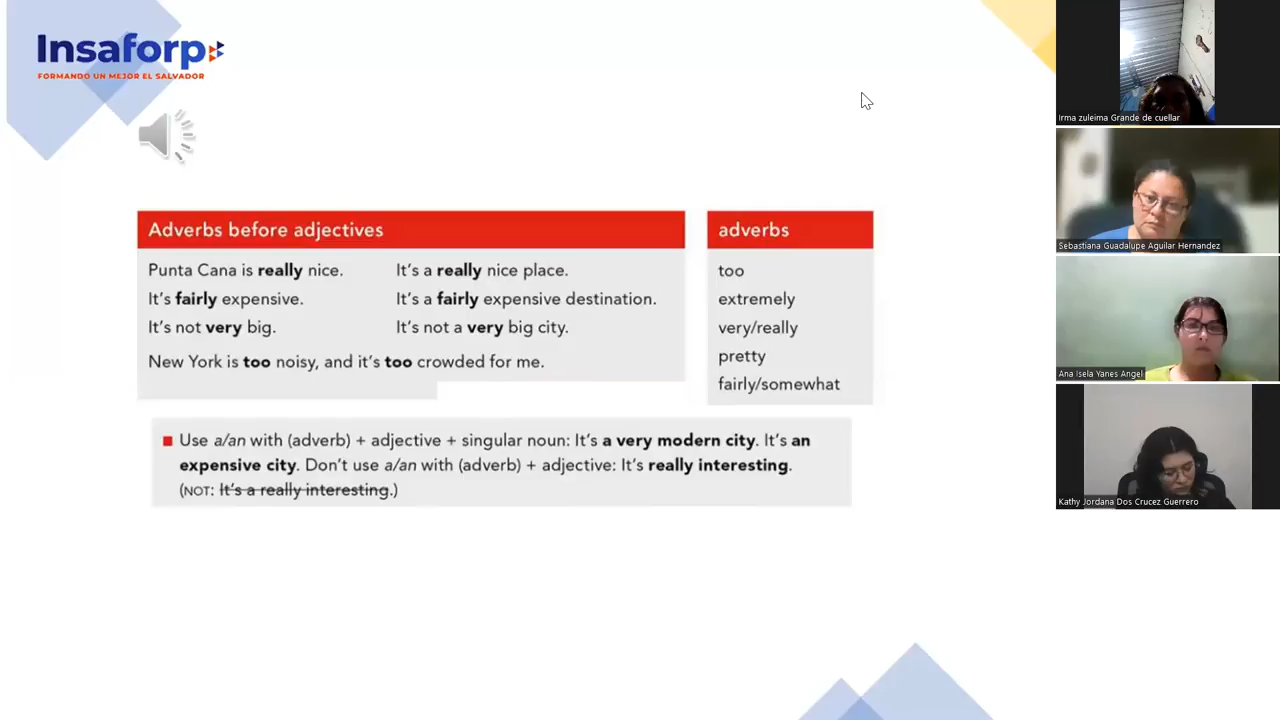 Insaforp
FORMANDO UN MEJOR EL SALVADOR
Adverbs before adjectives
Punta Cana is really nice. It's a really nice place.
It's fairly expensive. It's a fairly expensive destination.
It's not very big. It's not a very big city.
New York is too noisy, and it's too crowded for me.
adverbs
too
extremely
very/really
pretty
fairly/somewhat
Use a/an with (adverb) + adjective + singular noun: It's a very modern city. It's an
expensive city. Don't use a/an with (adverb) + adjective: It's really interesting.
(NOT: It's a really interesting.)
Irma zuleima Grande de cuellar
Sebastiana Guadalupe Aguilar Hernandez
Ana Isela Yanes Angel
Kathy Jordana Dos Crucez Guerrero